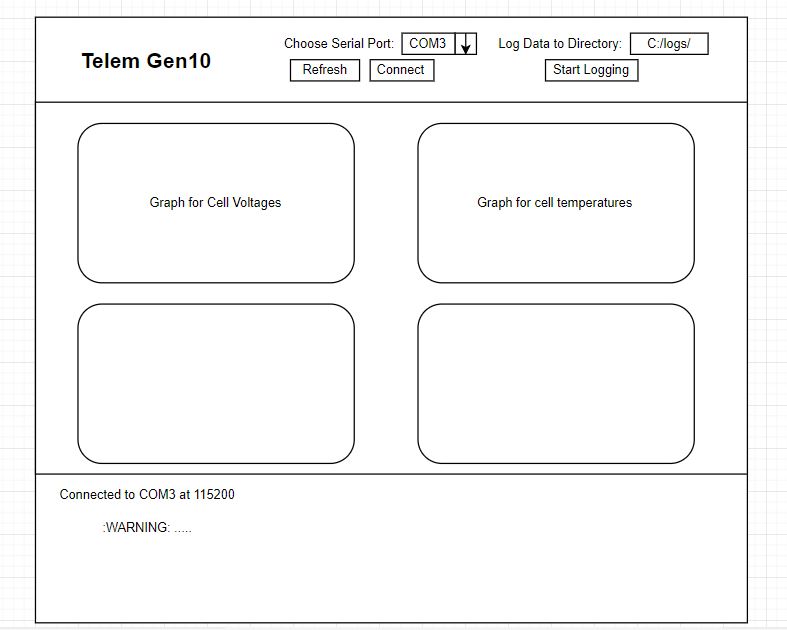 Telem Gen10
Choose Serial Port: COM3
Log Data to Directory: C:/logs/
Refresh
Connect
Start Logging
Graph for Cell Voltages
Graph for cell temperatures
Connected to COM3 at 115200
:WARNING: .....